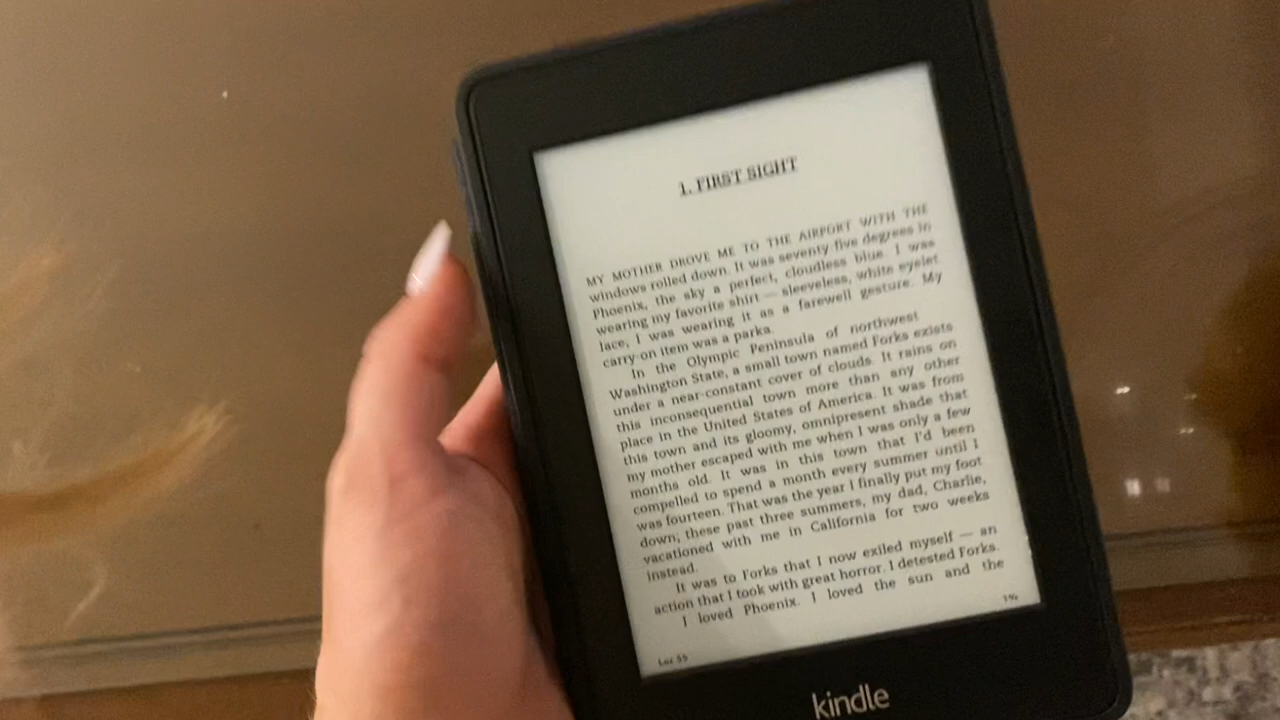 1. FIRST SIGHT
MY MOTHER DROVE ME TO THE AIRPORT WITH THE
windows rolled down. It was seventy-five degrees in
Phoenix, the sky a perfect, cloudless blue. I was
wearing my favorite shirt — sleeveless, white eyelet
lace, I was wearing it as a farewell gesture. My
carry-on item was a parka.
In the Olympic Peninsula of northwest
Washington State, a small town named Forks exists
under a near-constant cover of clouds. It rains on
this inconsequential town more than any other
place in the United States of America. It was from
this town and its gloomy, omnipresent shade that
my mother escaped with me when I was only a few
months old. It was in this town that I'd been
compelled to spend a month every summer until I
was fourteen. That was the year I finally put my foot
down; these past three summers, my dad, Charlie,
vacationed with me in California for two weeks
instead.
It was to Forks that I now exiled myself — an
action that I took with great horror. I detested Forks.
I loved Phoenix. I loved the sun and the
Loc 55
1%
kindle